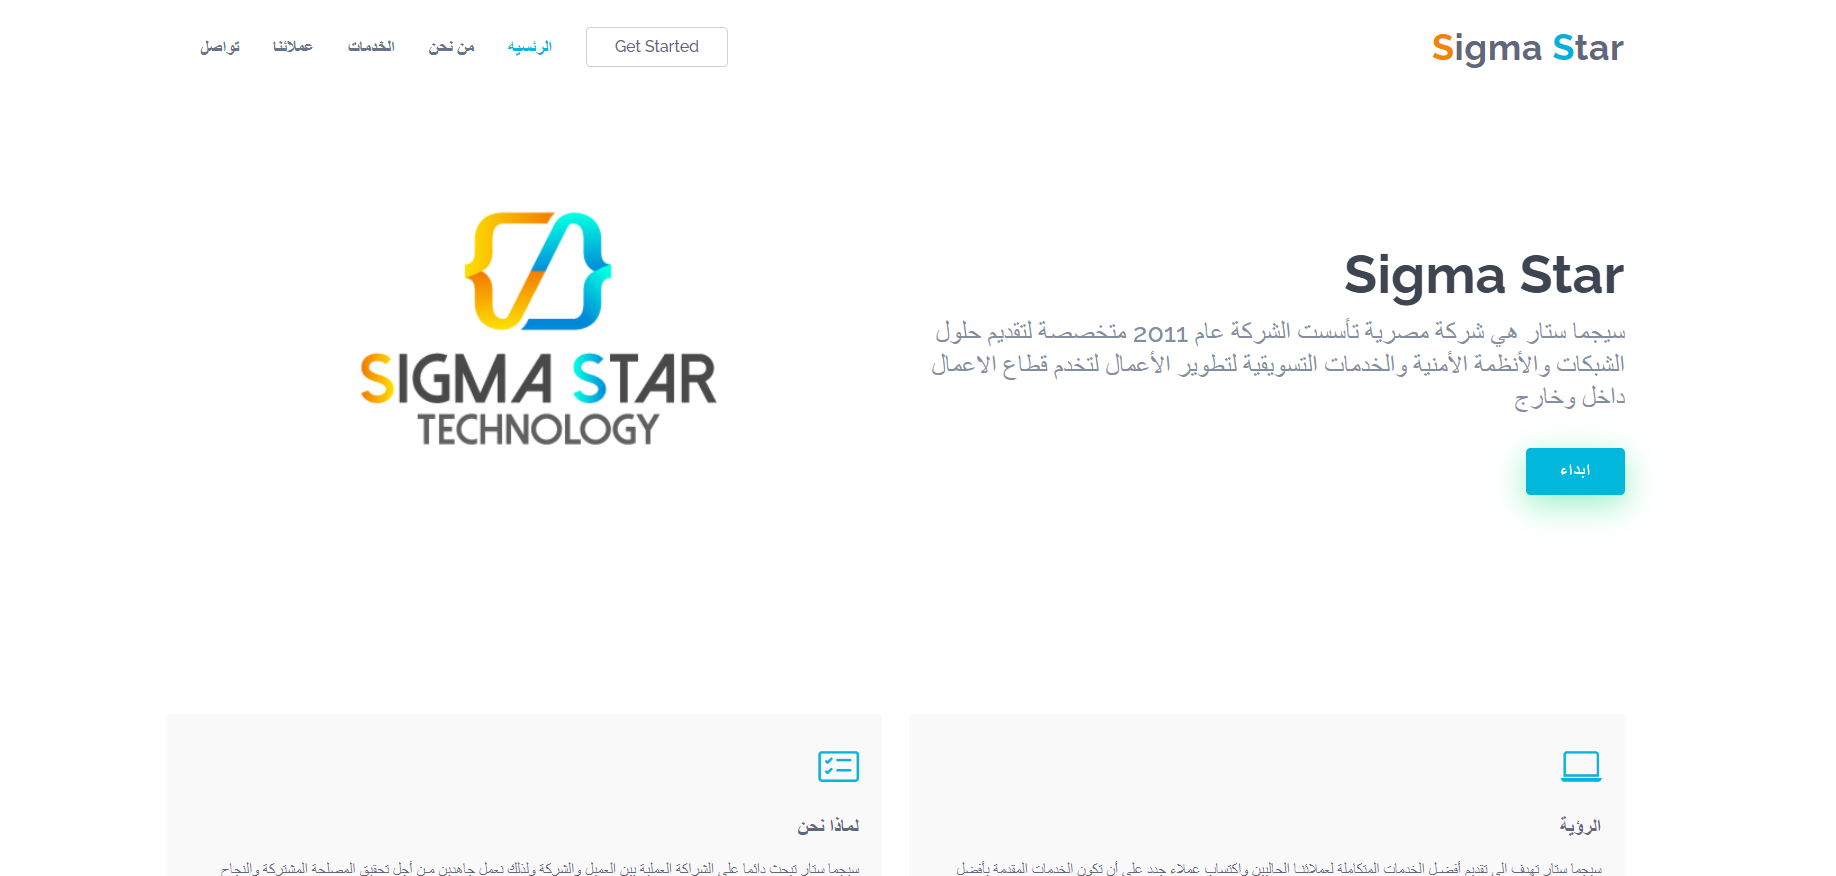 Sigma Star
Get Started
الرئسيه
من نحن
الخدمات
عملائنا
تواصل
Sigma Star
سيجما ستار هي شركة مصرية تأسست الشركة عام 2011 متخصصة لتقديم حلول
الشبكات والأنظمة الأمنية والخدمات التسويقية لتطوير الأعمال لتخدم قطاع الاعمال
داخل وخارج
ابداء
SIGMA STAR
TECHNOLOGY
الرؤية
سيجما ستار تهدف الى تقديم أفضل الخدمات المتكاملة لعملائنا الحاليين واكتساب عملاء جدد على أن تكون الخدمات المقدمة بأفضل
لماذا نحن
سيجما ستار تبحث دائما على الشراكة العملية بين العميل والشركة ولذلك نعمل جاهدين من أجل تحقيق المصلحة المشتركة والنجاح